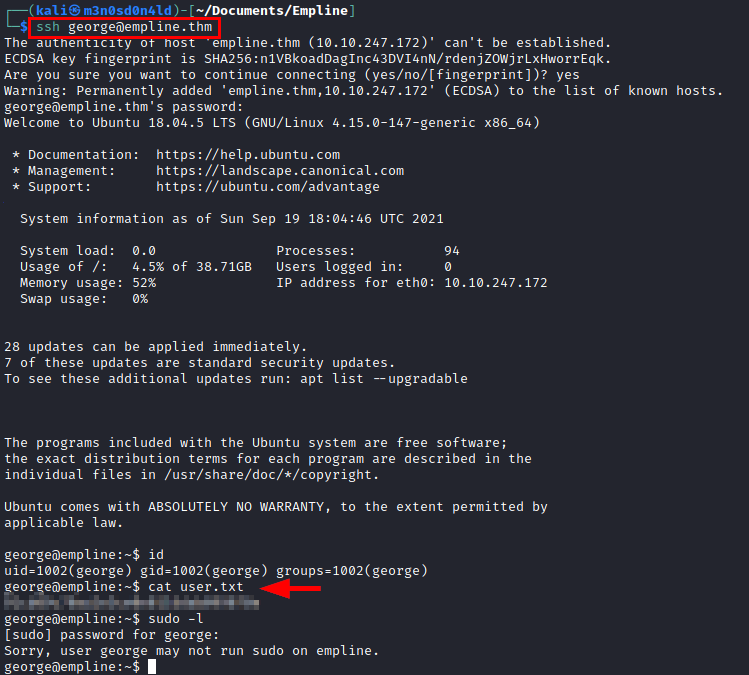 ┌──(kali㉿m3n0sd0n4ld)-[~/Documents/Empline]
└─$ ssh george@empline.thm
The authenticity of host 'empline.thm (10.10.247.172)' can't be established.
ECDSA key fingerprint is SHA256:n1VBkoadDagInc43DVI4nN/rdenjZOWjrLxHworrEqk.
Are you sure you want to continue connecting (yes/no/[fingerprint])? yes
Warning: Permanently added 'empline.thm,10.10.247.172' (ECDSA) to the list of known hosts.
george@empline.thm's password:
Welcome to Ubuntu 18.04.5 LTS (GNU/Linux 4.15.0-147-generic x86_64)
* Documentation:  https://help.ubuntu.com
* Management:     https://landscape.canonical.com
* Support:        https://ubuntu.com/advantage
System information as of Sun Sep 19 18:04:46 UTC 2021
System load:  0.0               Processes:           94
Usage of /:   4.5% of 38.71GB   Users logged in:     0
Memory usage: 52%               IP address for eth0: 10.10.247.172
Swap usage:   0%
28 updates can be applied immediately.
7 of these updates are standard security updates.
To see these additional updates run: apt list --upgradable
The programs included with the Ubuntu system are free software;
the exact distribution terms for each program are described in the
individual files in /usr/share/doc/*/copyright.
Ubuntu comes with ABSOLUTELY NO WARRANTY, to the extent permitted by
applicable law.
george@empline:~$ id
uid=1002(george) gid=1002(george) groups=1002(george)
george@empline:~$ cat user.txt
george@empline:~$ sudo -l
[sudo] password for george:
Sorry, user george may not run sudo on empline.
george@empline:~$